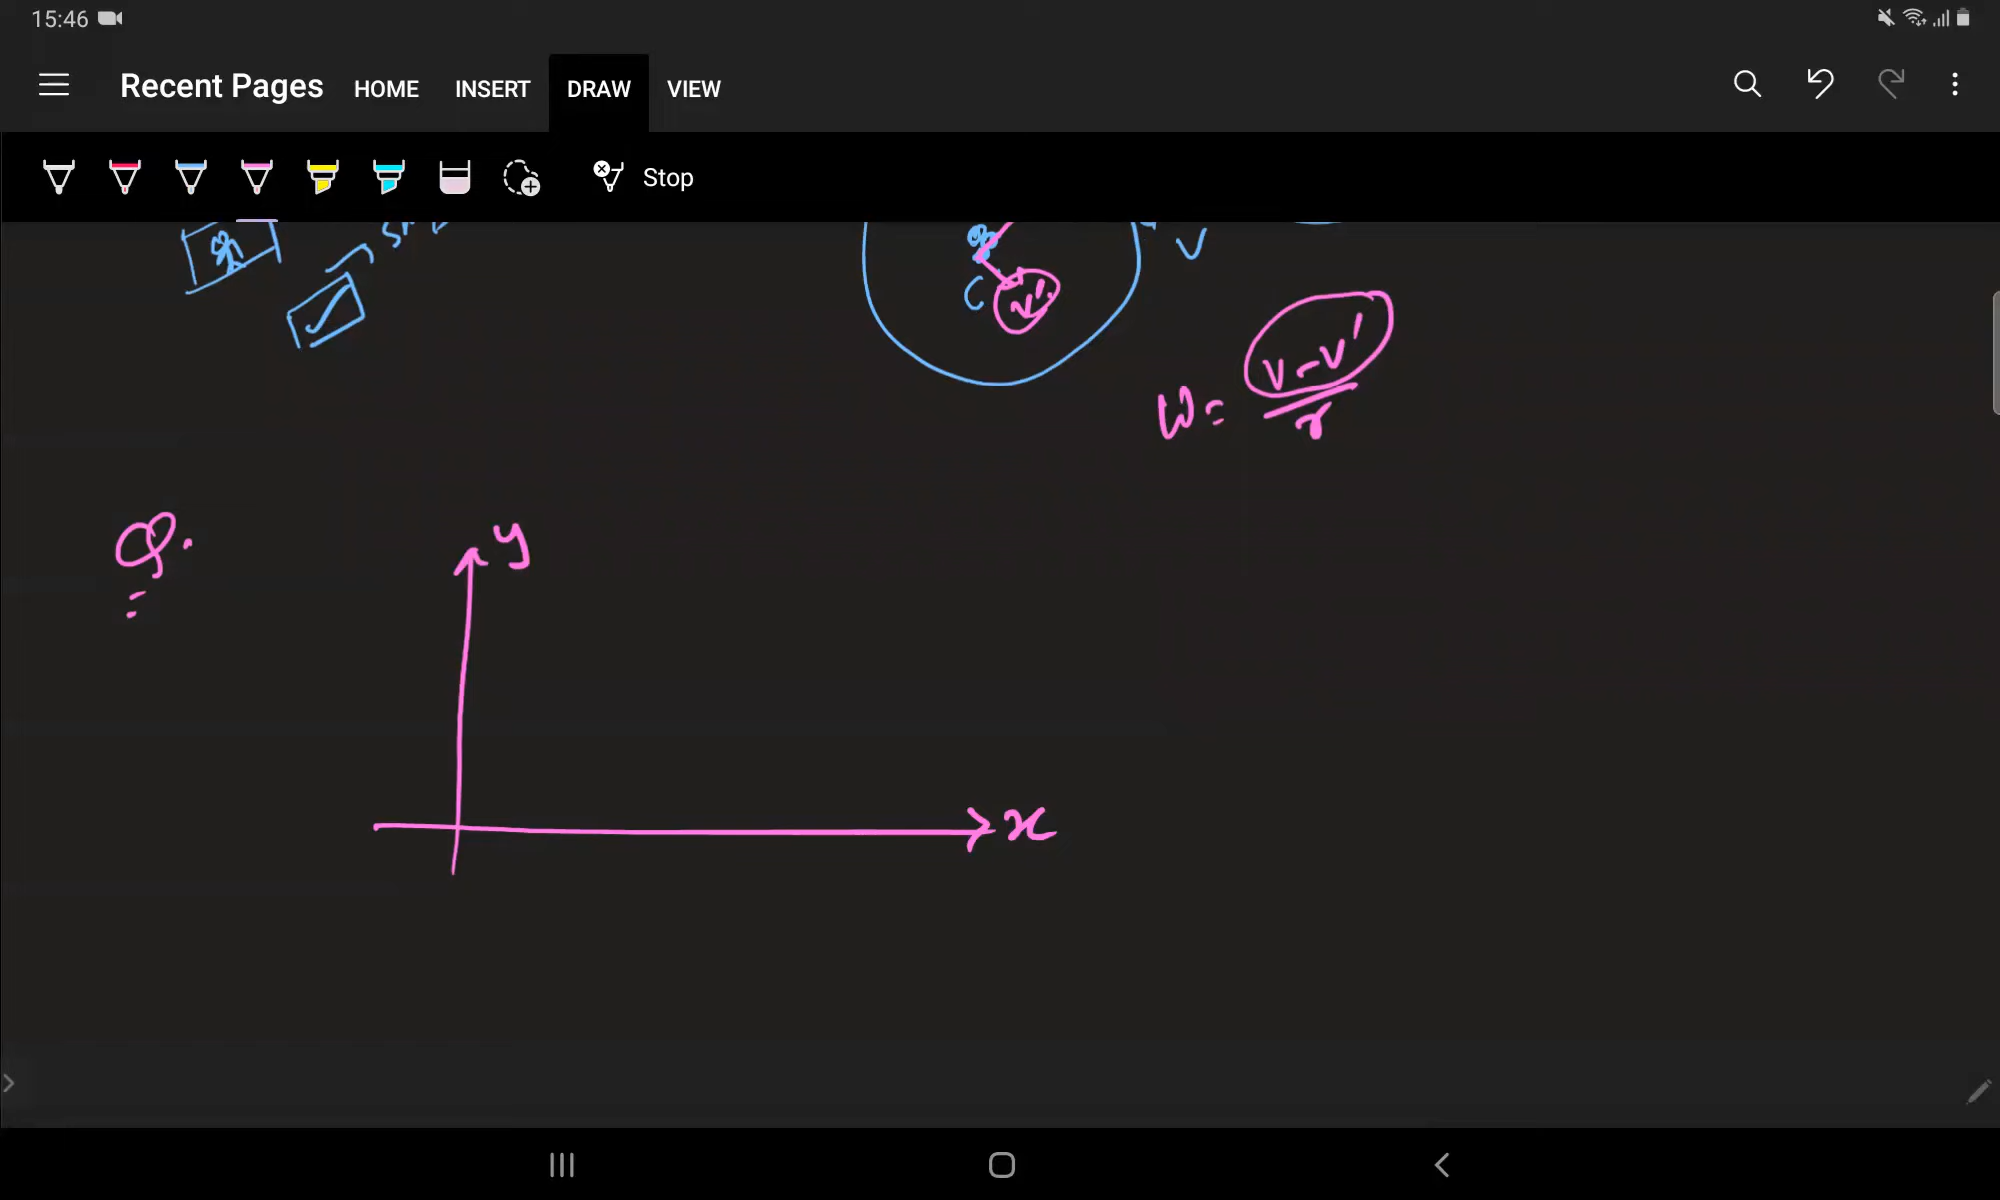 15:46
Recent Pages HOME INSERT DRAW VIEW
Stop
V
C V'
V-V'
W= 
r
Q.
y
x